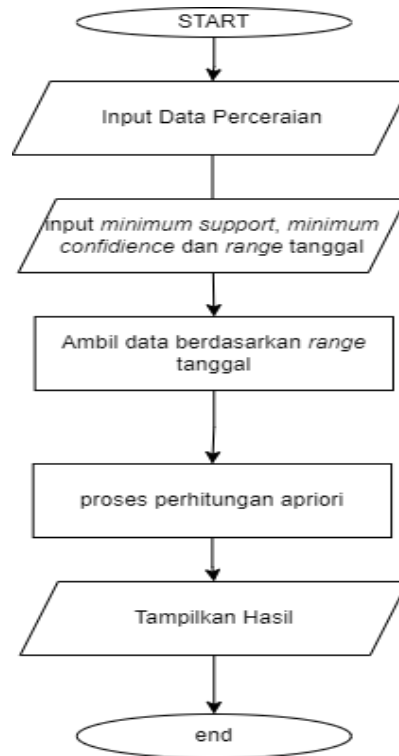 START
Input Data Perceraian
input minimum support, minimum
confidience dan range tanggal
Ambil data berdasarkan range
tanggal
proses perhitungan apriori
Tampilkan Hasil
end